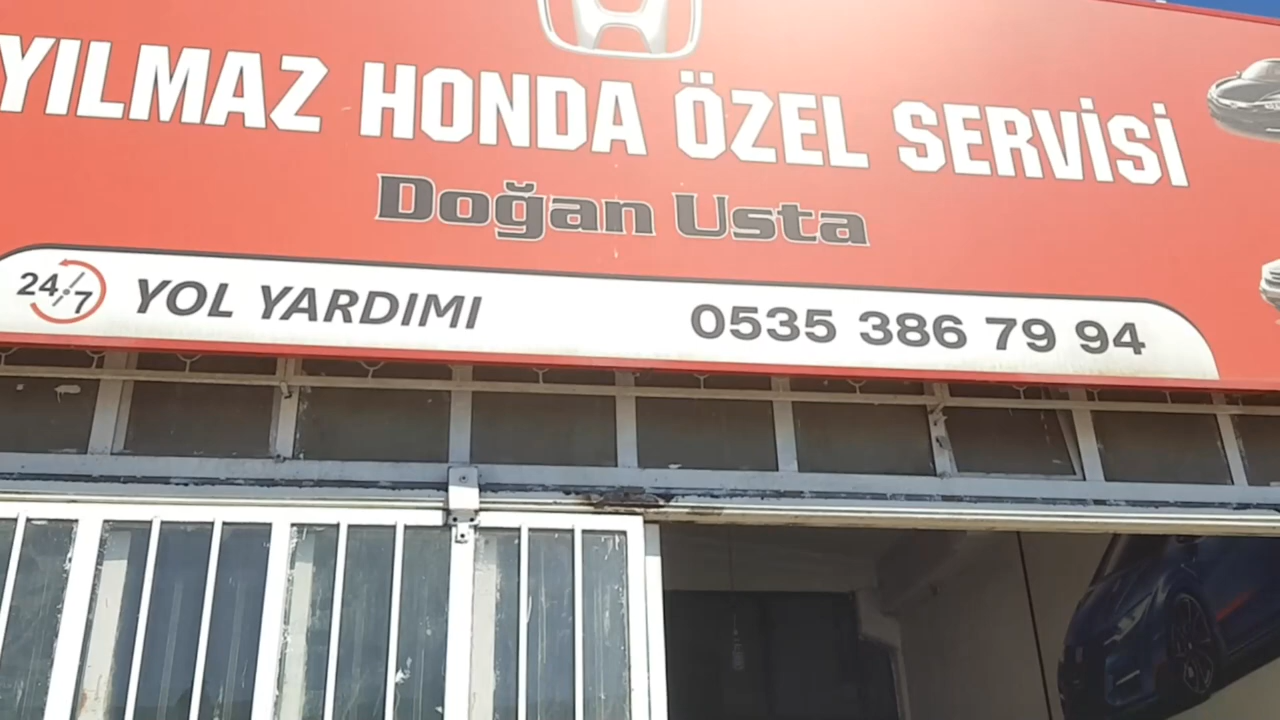 YILMAZ HONDA ÖZEL SERVİSİ
Doğan Usta
24/7 YOL YARDIMI 0535 386 79 94